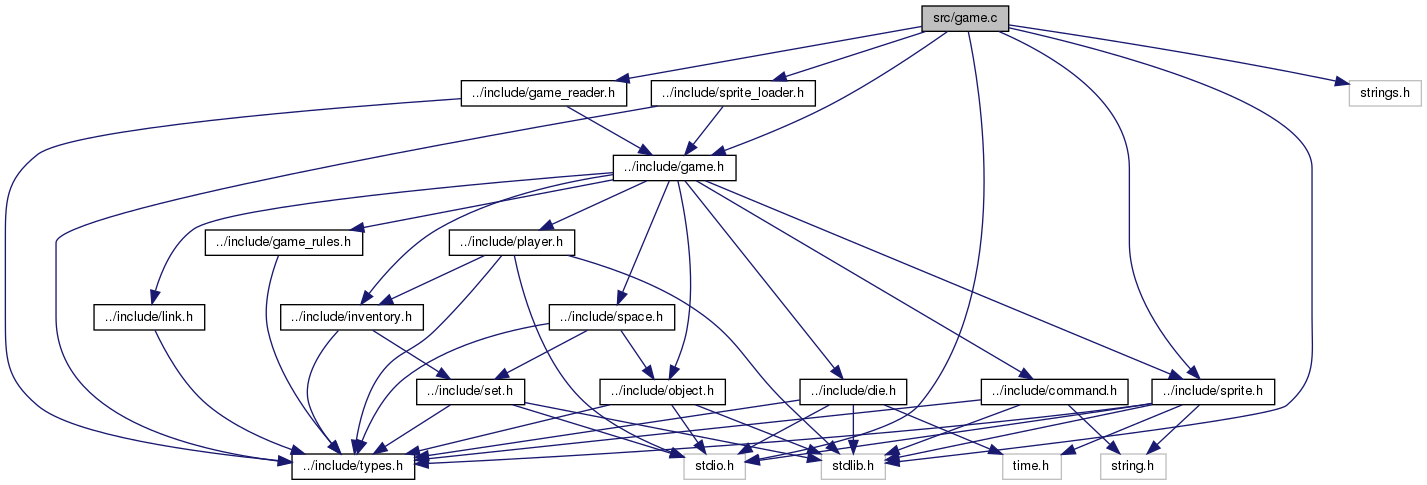 src/game.c
../include/game_reader.h
../include/sprite_loader.h
strings.h
../include/game.h
../include/game_rules.h
../include/player.h
../include/link.h
../include/inventory.h
../include/space.h
../include/set.h
../include/object.h
../include/die.h
../include/command.h
../include/sprite.h
../include/types.h
stdio.h
stdlib.h
time.h
string.h